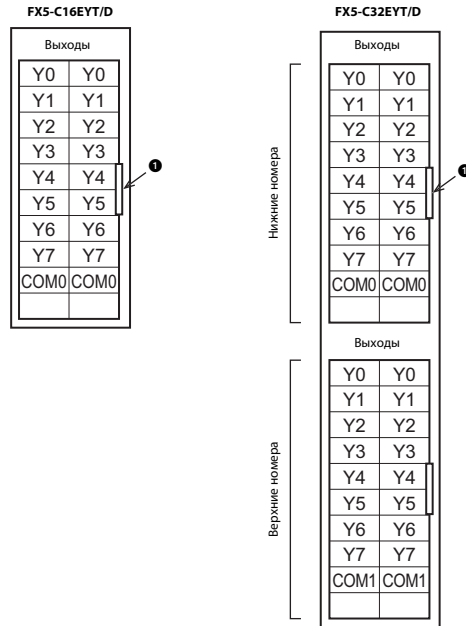 FX5-C16EYT/D
Выходы
Y0 Y0
Y1 Y1
Y2 Y2
Y3 Y3
Y4 Y4
Y5 Y5
Y6 Y6
Y7 Y7
COM0 COM0
❶
FX5-C32EYT/D
Выходы
Нижние номера
Y0 Y0
Y1 Y1
Y2 Y2
Y3 Y3
Y4 Y4
Y5 Y5
Y6 Y6
Y7 Y7
COM0 COM0
❶
Выходы
Верхние номера
Y0 Y0
Y1 Y1
Y2 Y2
Y3 Y3
Y4 Y4
Y5 Y5
Y6 Y6
Y7 Y7
COM1 COM1